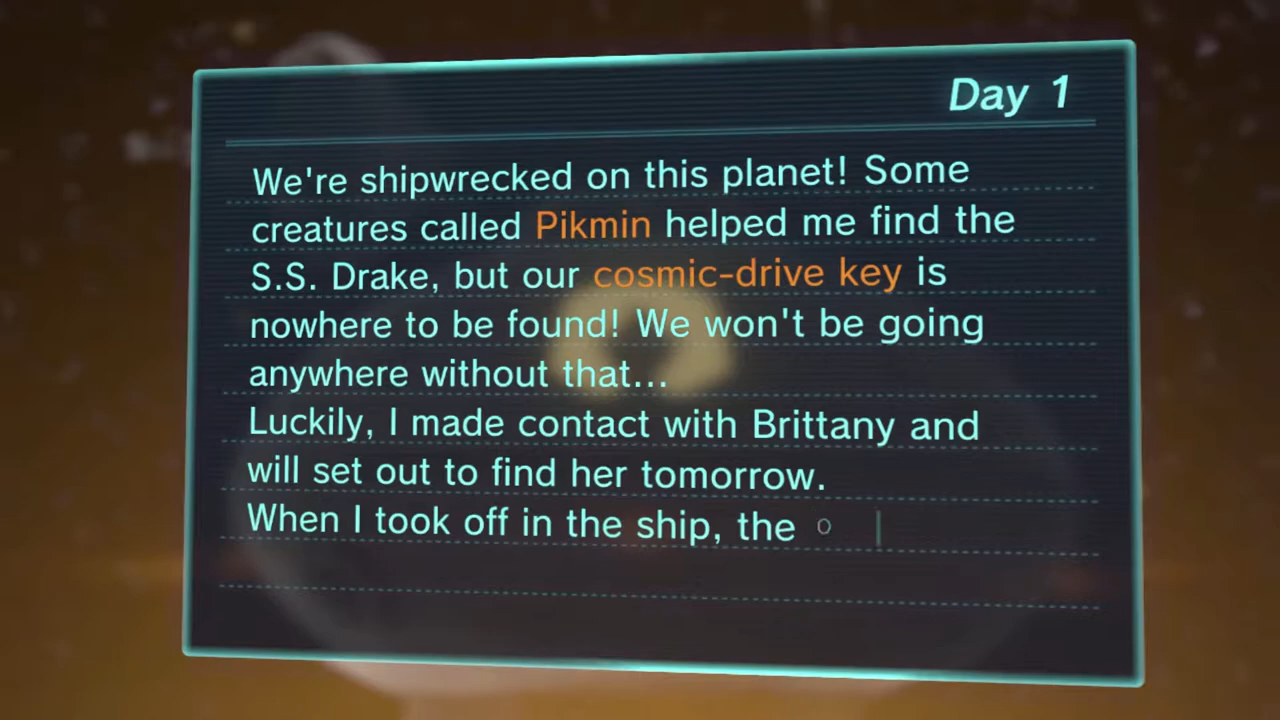 Day 1
We're shipwrecked on this planet! Some
creatures called Pikmin helped me find the
S.S. Drake, but our cosmic-drive key is
nowhere to be found! We won't be going
anywhere without that...
Luckily, I made contact with Brittany and
will set out to find her tomorrow.
When I took off in the ship, the o